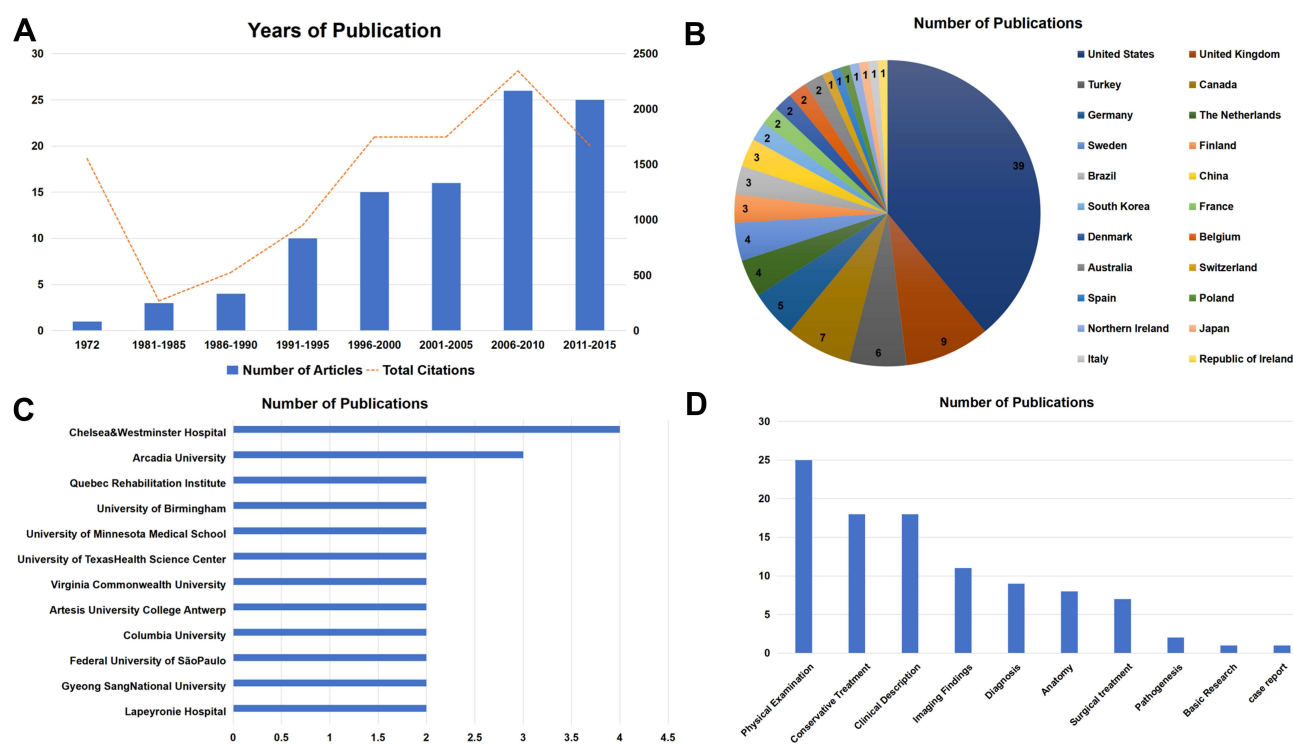 A
Years of Publication
30
25
20
15
10
5
0
2500
2000
1500
1000
500
0
1972 1981-1985 1986-1990 1991-1995 1996-2000 2001-2005 2006-2010 2011-2015
Number of Articles Total Citations
B
Number of Publications
39
9
6
7
5
4
4
3
3
3
2
2
2
2
2
1
1
1
1
1
1
1
United States United Kingdom
Turkey Canada
Germany The Netherlands
Sweden Finland
Brazil China
South Korea France
Denmark Belgium
Australia Switzerland
Spain Poland
Northern Ireland Japan
Italy Republic of Ireland
C
Number of Publications
Chelsea&Westminster Hospital
Arcadia University
Quebec Rehabilitation Institute
University of Birmingham
University of Minnesota Medical School
University of TexasHealth Science Center
Virginia Commonwealth University
Artesis University College Antwerp
Columbia University
Federal University of SãoPaulo
Gyeong SangNational University
Lapeyronie Hospital
0 0.5 1 1.5 2 2.5 3 3.5 4 4.5
D
Number of Publications
30
25
20
15
10
5
0
Physical Examination
Conservative Treatment
Clinical Description
Imaging Findings
Diagnosis
Anatomy
Surgical treatment
Pathogenesis
Basic Research
case report